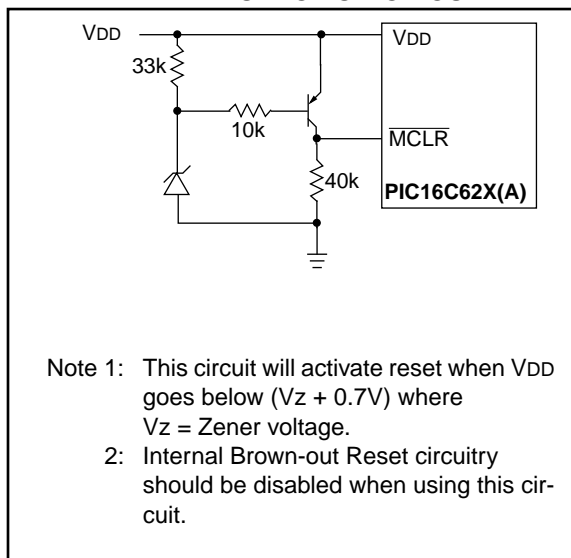 VDD
VDD
33k
10k
MCLR
40k
PIC16C62X(A)
Note 1: This circuit will activate reset when VDD
goes below (Vz + 0.7V) where
Vz = Zener voltage.
2: Internal Brown-out Reset circuitry
should be disabled when using this cir-
cuit.